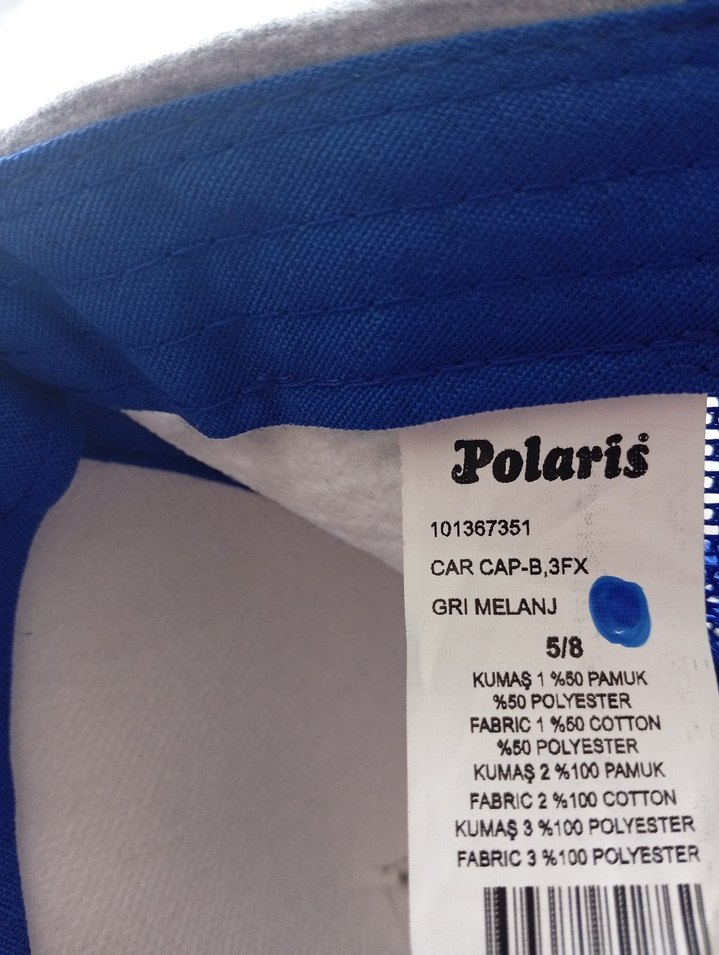 Polaris
101367351
CAR CAP-B,3FX
GRI MELANJ
5/8
KUMAŞ 1 %50 PAMUK
%50 POLYESTER
FABRIC 1 %50 COTTON
%50 POLYESTER
KUMAŞ 2 %100 PAMUK
FABRIC 2 %100 COTTON
KUMAŞ 3 %100 POLYESTER
FABRIC 3 %100 POLYESTER